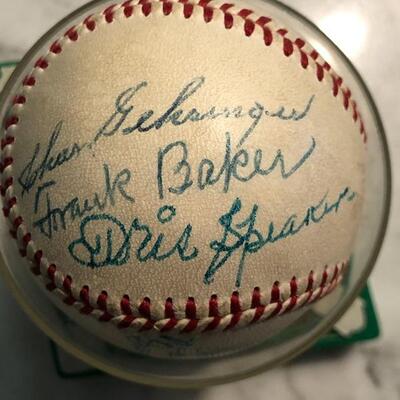 Chas. Gehringer
Frank Baker
Tris Speaker